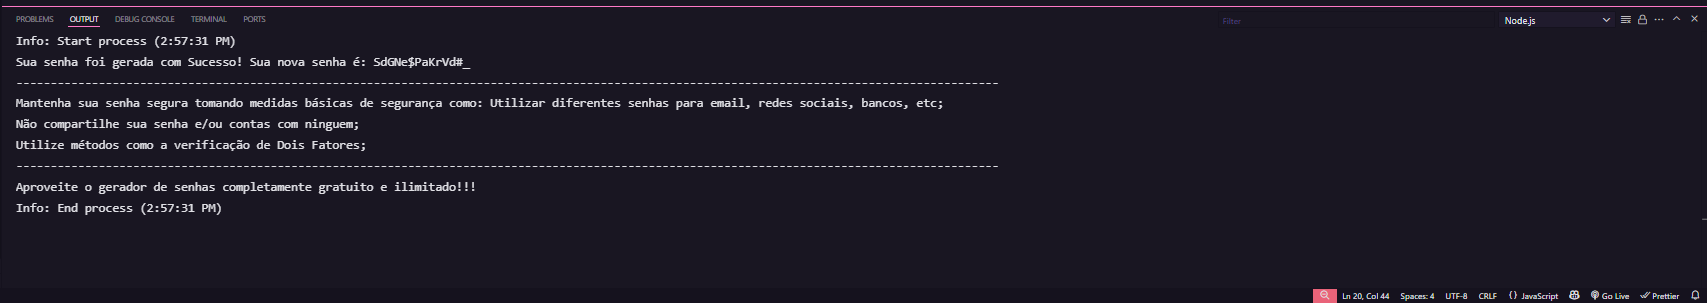 PROBLEMS OUTPUT DEBUG CONSOLE TERMINAL PORTS Filter Node.js
Info: Start process (2:57:31 PM)
Sua senha foi gerada com Sucesso! Sua nova senha é: SdGNe$PaKrVd#_
-----------------------------------------------------------------------------------------------------------------------------------------------
Mantenha sua senha segura tomando medidas básicas de segurança como: Utilizar diferentes senhas para email, redes sociais, bancos, etc;
Não compartilhe sua senha e/ou contas com ninguem;
Utilize métodos como a verificação de Dois Fatores;
-----------------------------------------------------------------------------------------------------------------------------------------------
Aproveite o gerador de senhas completamente gratuito e ilimitado!!!
Info: End process (2:57:31 PM)
Ln 20, Col 44 Spaces: 4 UTF-8 CRLF {} JavaScript Go Live Prettier